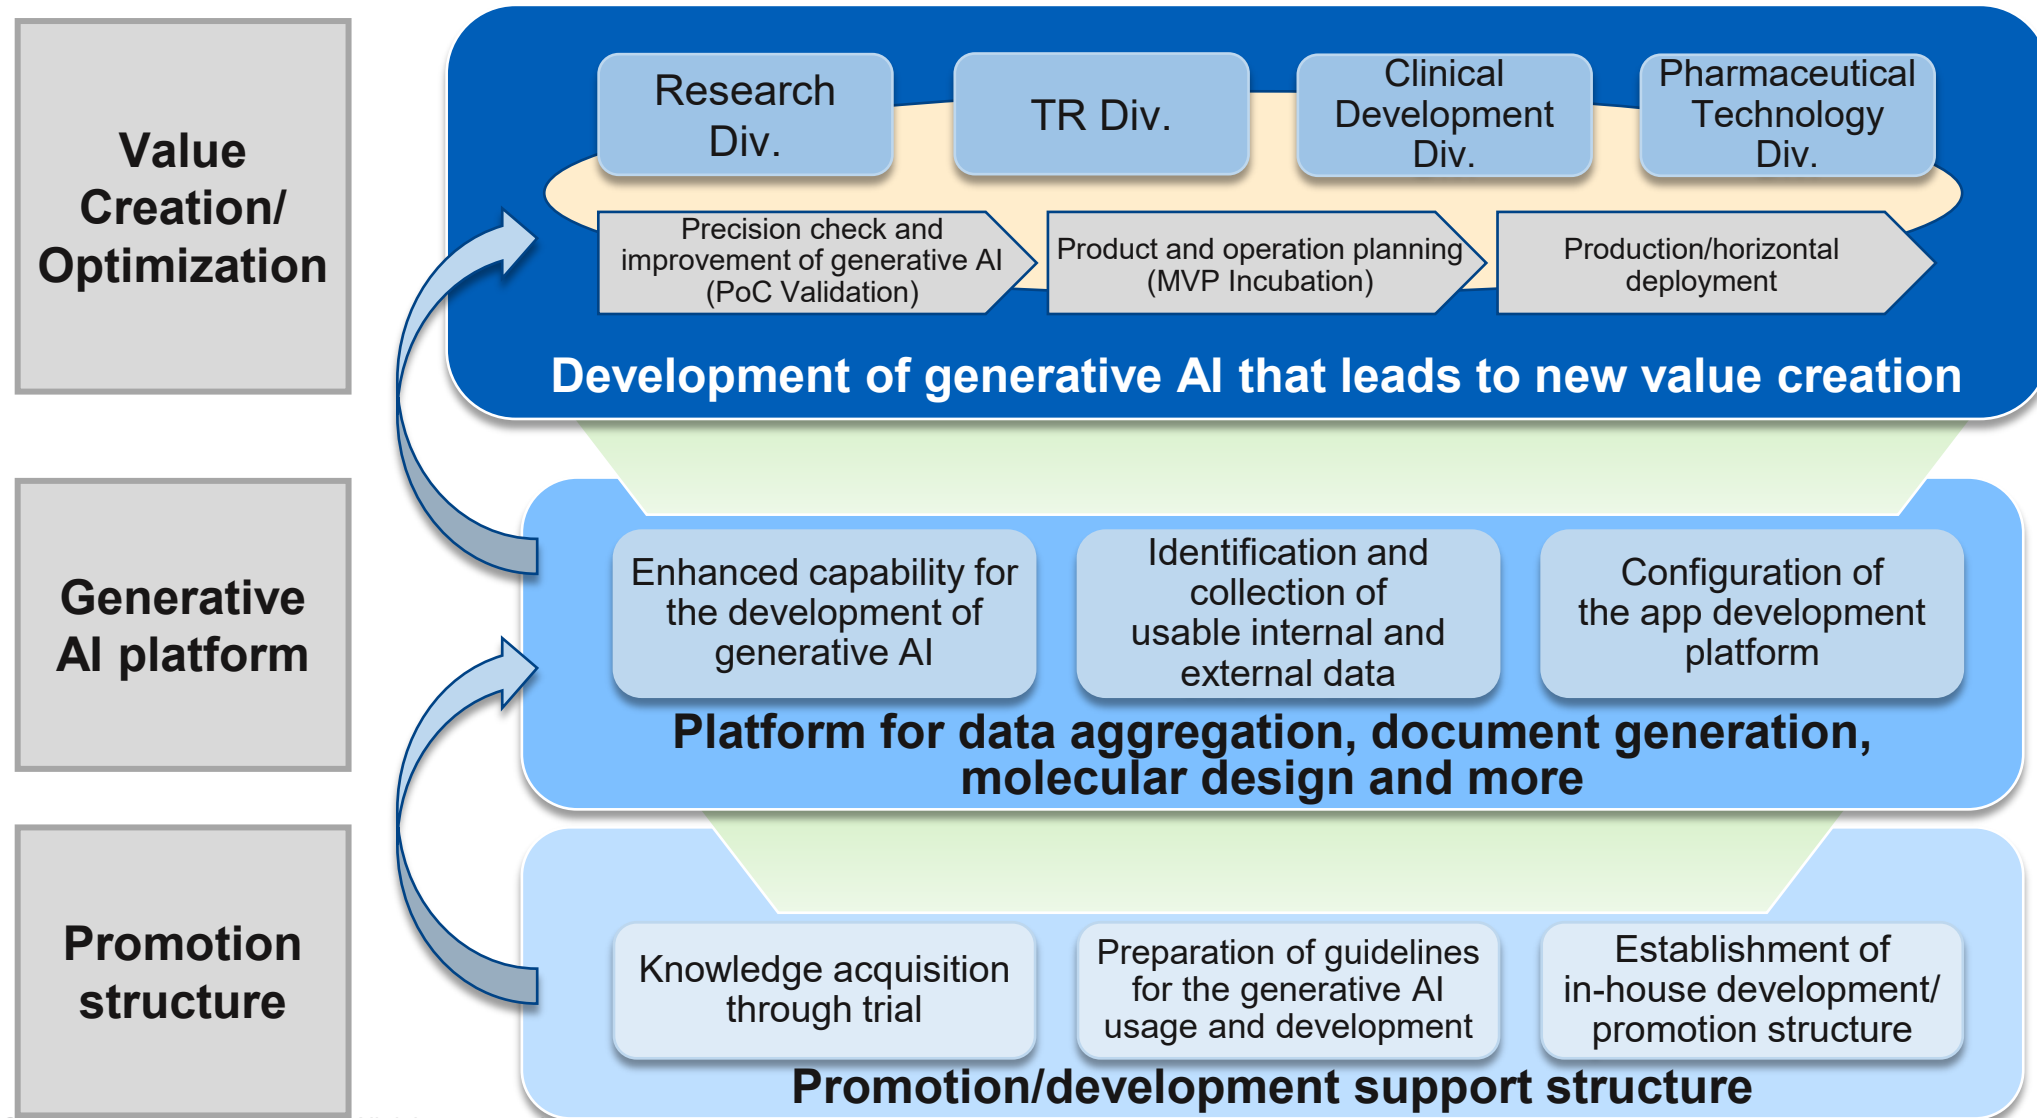 Value
Creation/
Optimization
Research
Div.
TR Div.
Clinical
Development
Div.
Pharmaceutical
Technology
Div.
Precision check and
improvement of generative AI
(PoC Validation)
Product and operation planning
(MVP Incubation)
Production/horizontal
deployment
Development of generative AI that leads to new value creation
Generative
AI platform
Enhanced capability for
the development of
generative AI
Identification and
collection of
usable internal and
external data
Configuration of
the app development
platform
Platform for data aggregation, document generation,
molecular design and more
Promotion
structure
Knowledge acquisition
through trial
Preparation of guidelines
for the generative AI
usage and development
Establishment of
in-house development/
promotion structure
Promotion/development support structure